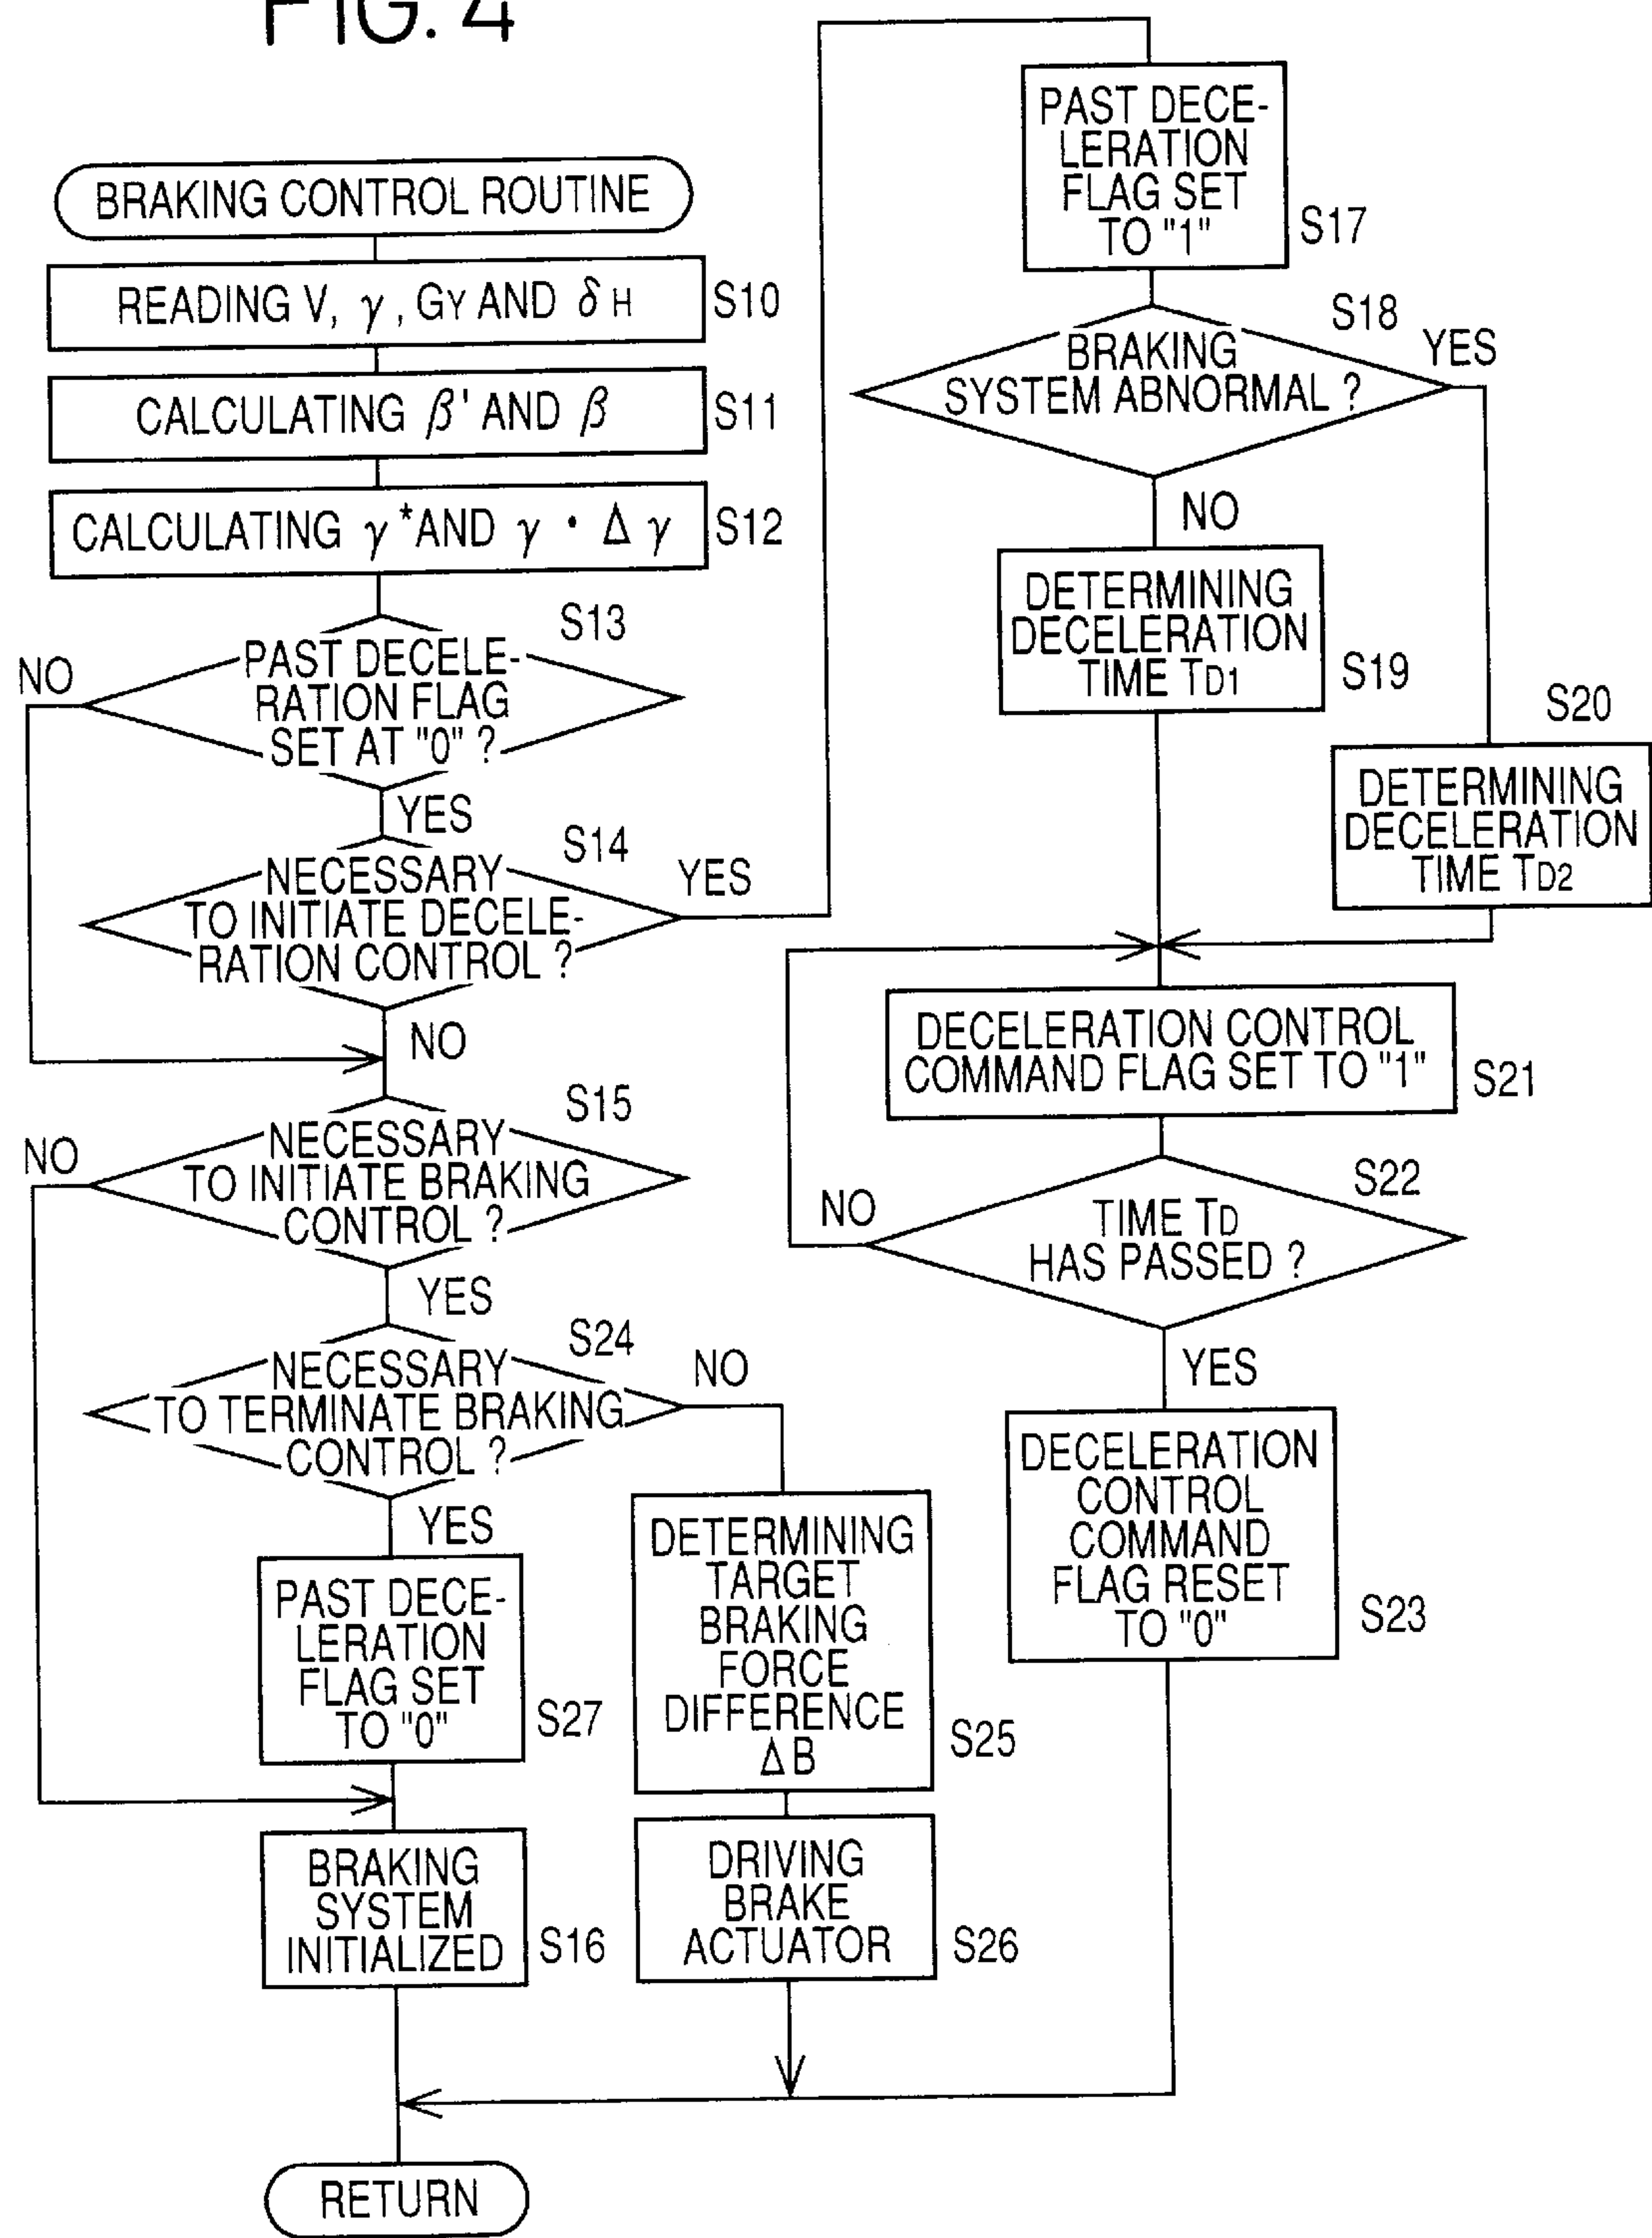 FIG. 4
BRAKING CONTROL ROUTINE
READING V, γ, GY AND δH
S10
CALCULATING β' AND β
S11
CALCULATING γ* AND γ・Δγ
S12
S13
PAST DECELE-
RATION FLAG
SET AT "0" ?
NO
YES
S14
NECESSARY
TO INITIATE DECELE-
RATION CONTROL ?
YES
NO
S15
NECESSARY
TO INITIATE BRAKING
CONTROL ?
NO
YES
S24
NECESSARY
TO TERMINATE BRAKING
CONTROL ?
NO
YES
PAST DECE-
LERATION
FLAG SET
TO "0"
S27
BRAKING
SYSTEM
INITIALIZED
S16
DETERMINING
TARGET
BRAKING
FORCE
DIFFERENCE
ΔB
S25
DRIVING
BRAKE
ACTUATOR
S26
RETURN
PAST DECE-
LERATION
FLAG SET
TO "1"
S17
S18
BRAKING
SYSTEM ABNORMAL ?
YES
NO
DETERMINING
DECELERATION
TIME TD1
S19
S20
DETERMINING
DECELERATION
TIME TD2
DECELERATION CONTROL
COMMAND FLAG SET TO "1"
S21
S22
TIME TD
HAS PASSED ?
NO
YES
DECELERATION
CONTROL
COMMAND
FLAG RESET
TO "0"
S23